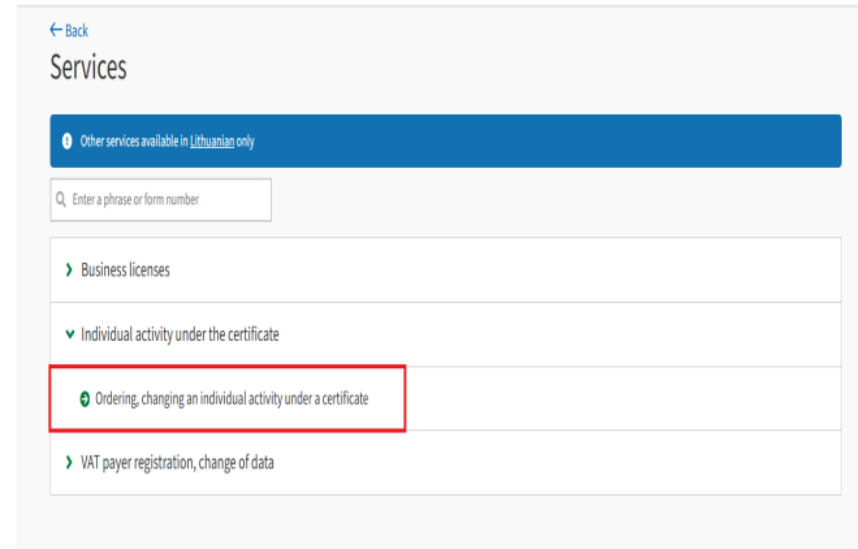 Back
Services
Other services available in Lithuanian only
Enter a phrase or form number
Business licenses
Individual activity under the certificate
Ordering, changing an individual activity under a certificate
VAT payer registration, change of data